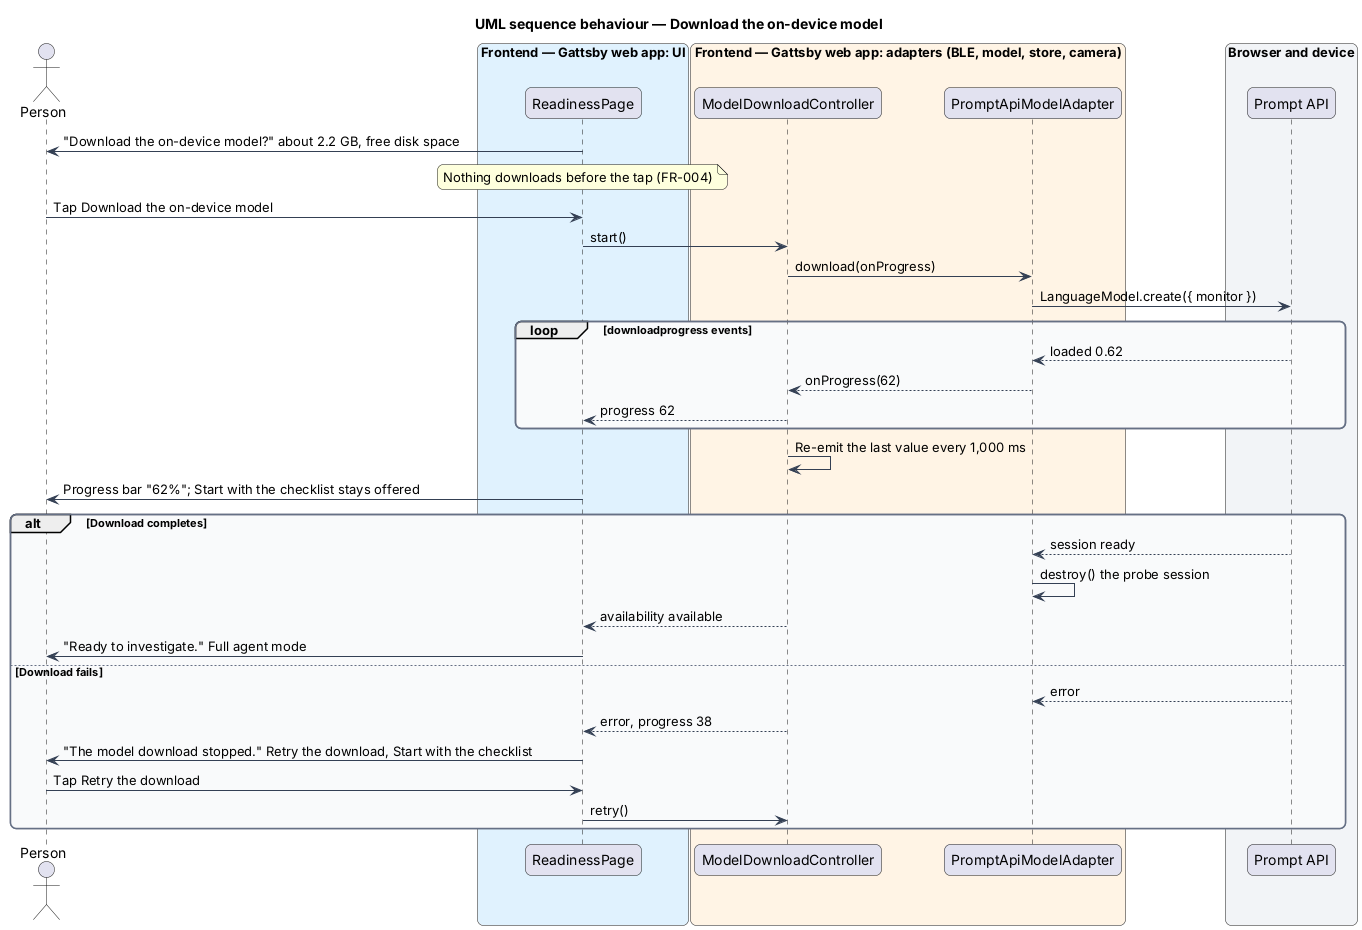 UML sequence behaviour — Download the on-device model
Frontend — Gattsby web app: UI
Frontend — Gattsby web app: adapters (BLE, model, store, camera)
Browser and device
Person
ReadinessPage
ModelDownloadController
PromptApiModelAdapter
Prompt API
"Download the on-device model?" about 2.2 GB, free disk space
Nothing downloads before the tap (FR-004)
Tap Download the on-device model
start()
download(onProgress)
LanguageModel.create({ monitor })
loop
[downloadprogress events]
loaded 0.62
onProgress(62)
progress 62
Re-emit the last value every 1,000 ms
Progress bar "62%"; Start with the checklist stays offered
alt
[Download completes]
session ready
destroy() the probe session
availability available
"Ready to investigate." Full agent mode
[Download fails]
error
error, progress 38
"The model download stopped." Retry the download, Start with the checklist
Tap Retry the download
retry()
Person
ReadinessPage
ModelDownloadController
PromptApiModelAdapter
Prompt API